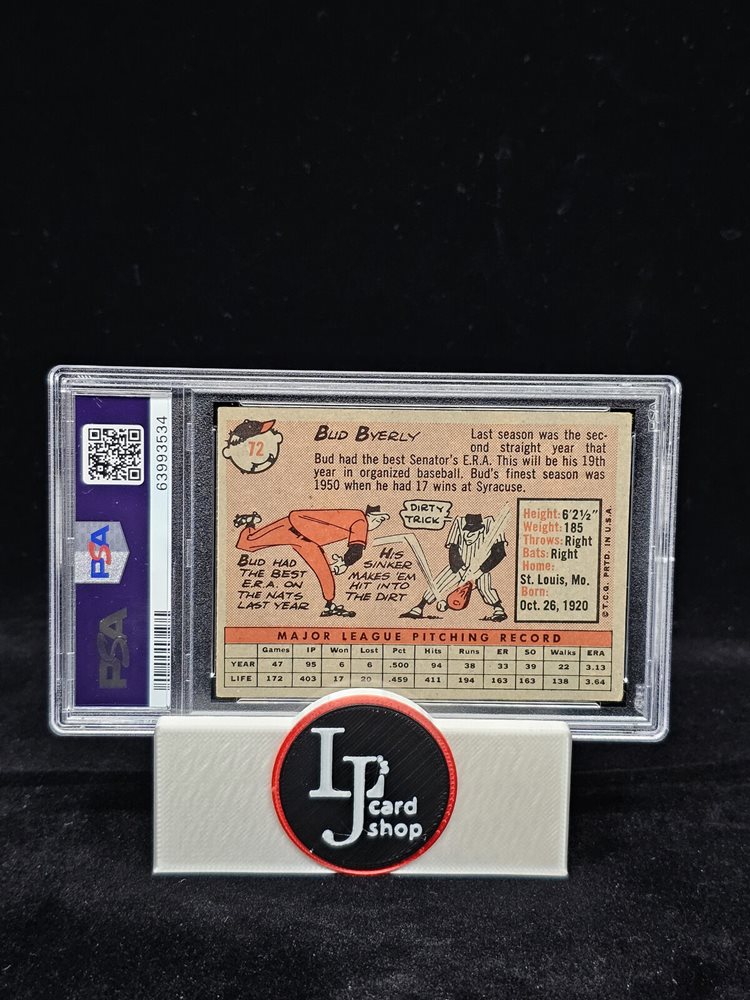 63993534
PSA
PSA
72
BUD BYERLY
Last season was the sec-
ond straight year that
Bud had the best Senator's E.R.A. This will be his 19th
year in organized baseball. Bud's finest season was
1950 when he had 17 wins at Syracuse.
BUD HAD
THE BEST
E.R.A. ON
THE NATS
LAST YEAR
HIS
SINKER
MAKES 'EM
HIT INTO
THE DIRT
DIRTY
TRICK
Height: 6'2½"
Weight: 185
Throws: Right
Bats: Right
Home:
St. Louis, Mo.
Born:
Oct. 26, 1920
© T.C.G. PRTD. IN U.S.A.
MAJOR LEAGUE PITCHING RECORD
Games IP Won Lost Pct Hits Runs ER SO Walks ERA
YEAR 47 95 6 6 .500 94 38 33 39 22 3.13
LIFE 172 403 17 20 .459 411 194 163 163 138 3.64
LJ's
card
shop